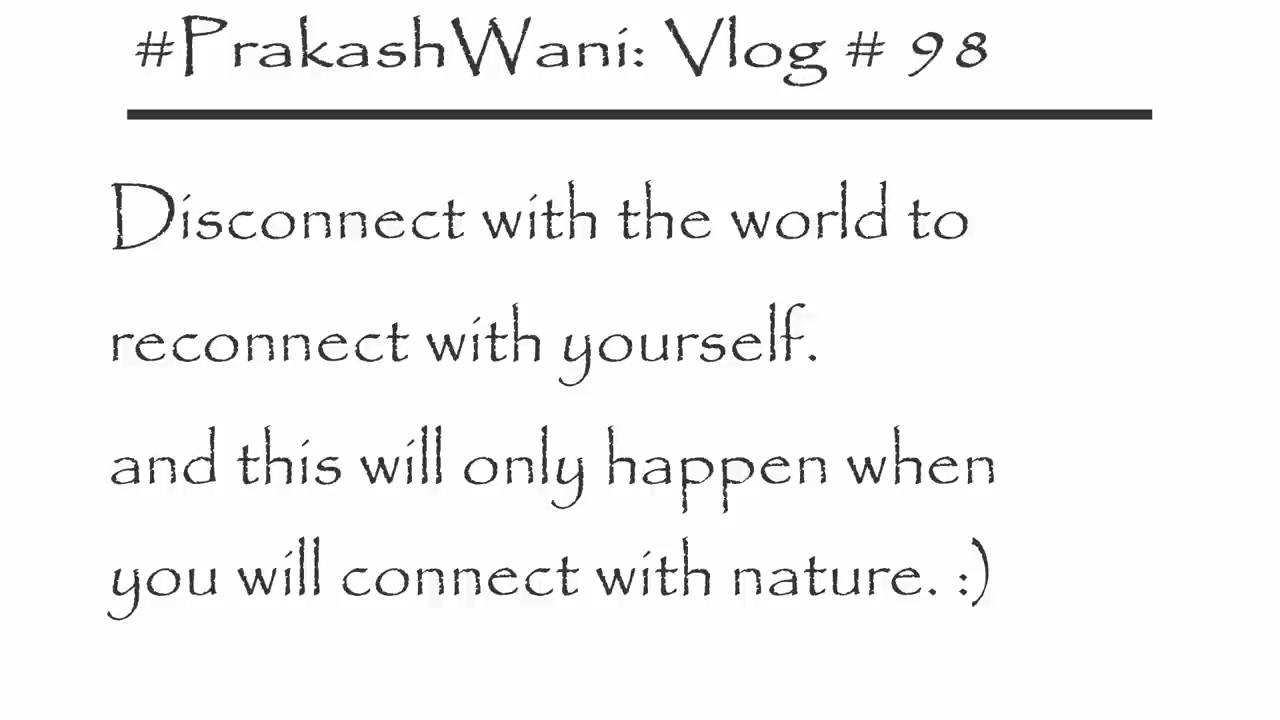 #PrakashWani: Vlog # 98
Disconnect with the world to
reconnect with yourself.
and this will only happen when
you will connect with nature. :)